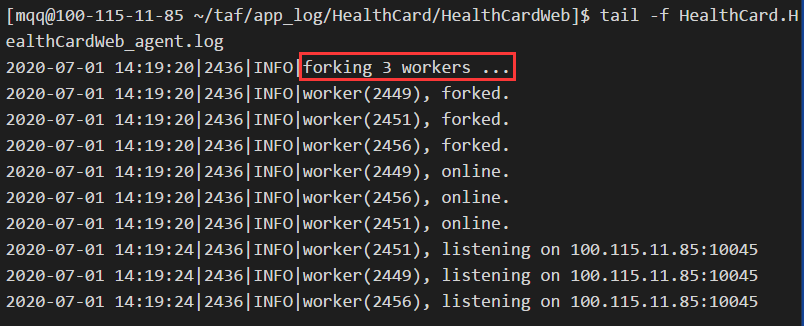 [mqq@100-115-11-85 ~/taf/app_log/HealthCard/HealthCardWeb]$ tail -f HealthCard.H
ealthCardWeb_agent.log
2020-07-01 14:19:20|2436|INFO|forking 3 workers ...
2020-07-01 14:19:20|2436|INFO|worker(2449), forked.
2020-07-01 14:19:20|2436|INFO|worker(2451), forked.
2020-07-01 14:19:20|2436|INFO|worker(2456), forked.
2020-07-01 14:19:20|2436|INFO|worker(2449), online.
2020-07-01 14:19:20|2436|INFO|worker(2456), online.
2020-07-01 14:19:20|2436|INFO|worker(2451), online.
2020-07-01 14:19:24|2436|INFO|worker(2451), listening on 100.115.11.85:10045
2020-07-01 14:19:24|2436|INFO|worker(2449), listening on 100.115.11.85:10045
2020-07-01 14:19:24|2436|INFO|worker(2456), listening on 100.115.11.85:10045